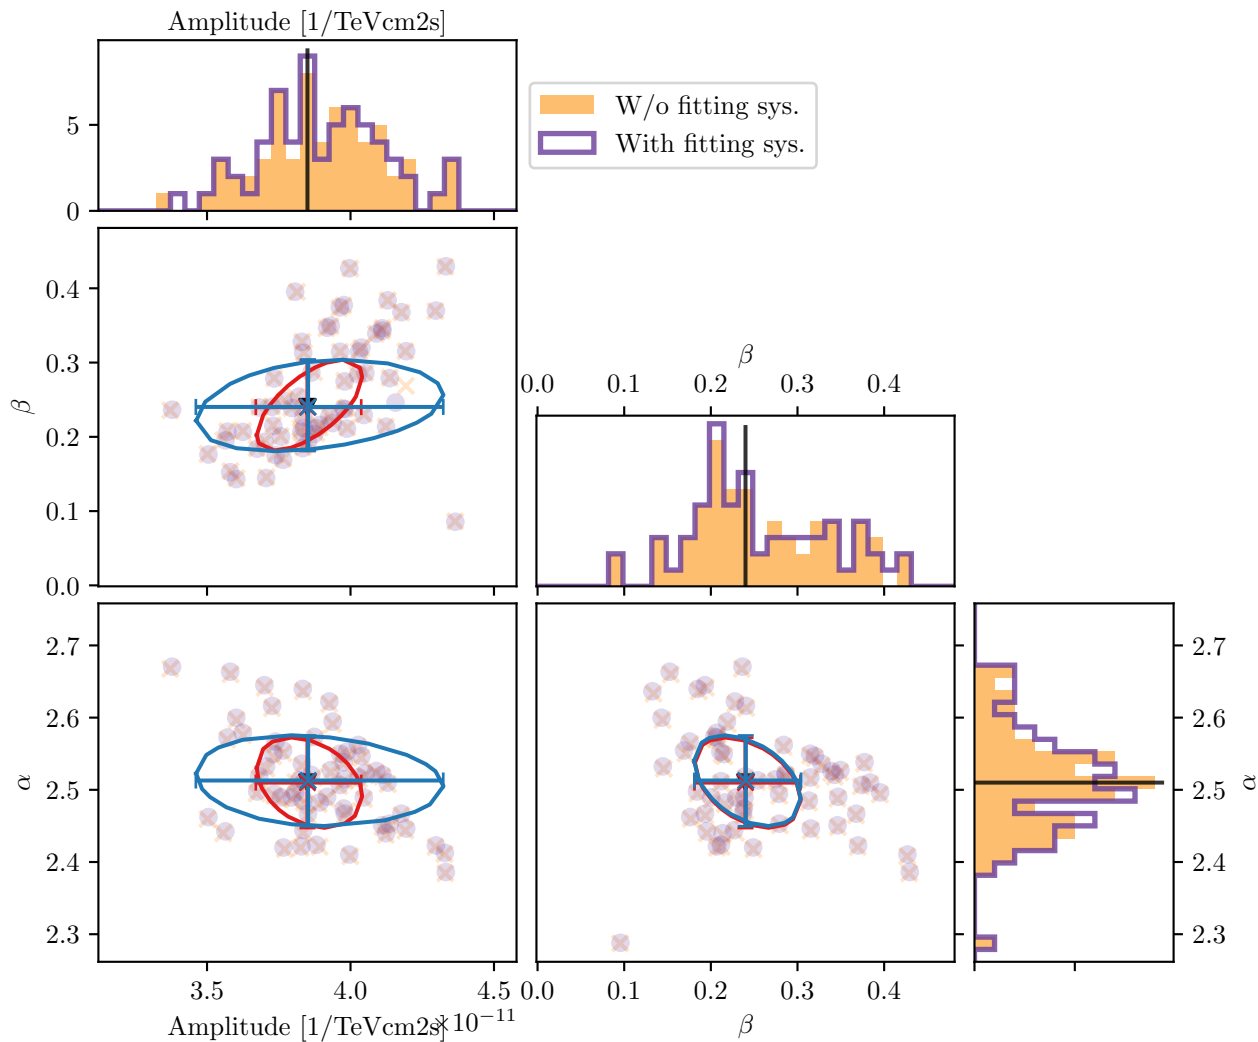 Amplitude [1/TeVcm2s]
5
0
W/o fitting sys.
With fitting sys.
β
0.4
0.3
0.2
0.1
0.0
β
0.0 0.1 0.2 0.3 0.4
α
2.7
2.6
2.5
2.4
2.3
2.7
2.6
2.5
2.4
2.3
α
3.5 4.0 4.5
0.0 0.1 0.2 0.3 0.4
Amplitude [1/TeVcm2s]
×10⁻¹¹
β